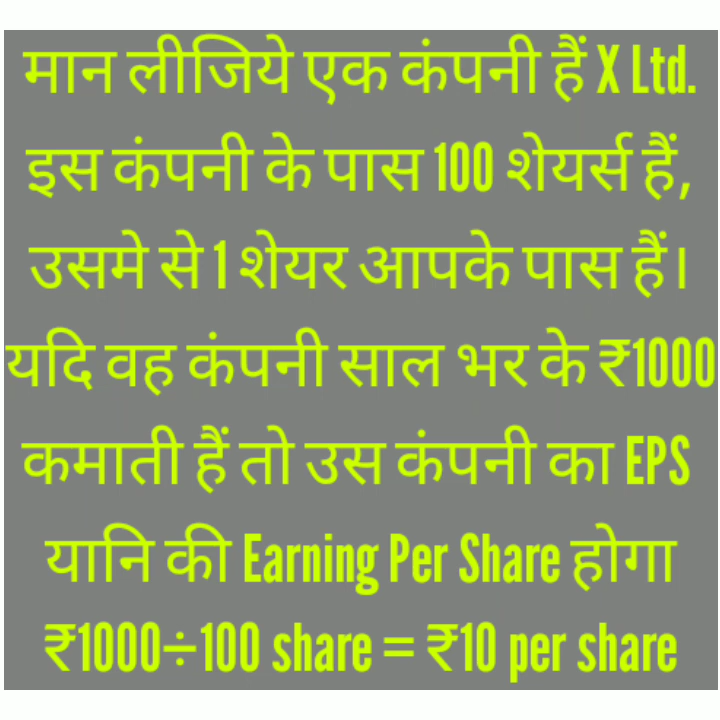 मान लीजिये एक कंपनी हैं X Ltd.
इस कंपनी के पास 100 शेयर्स हैं,
उसमे से 1 शेयर आपके पास हैं।
यदि वह कंपनी साल भर के ₹1000
कमाती हैं तो उस कंपनी का EPS
यानि की Earning Per Share होगा
₹1000÷100 share = ₹10 per share